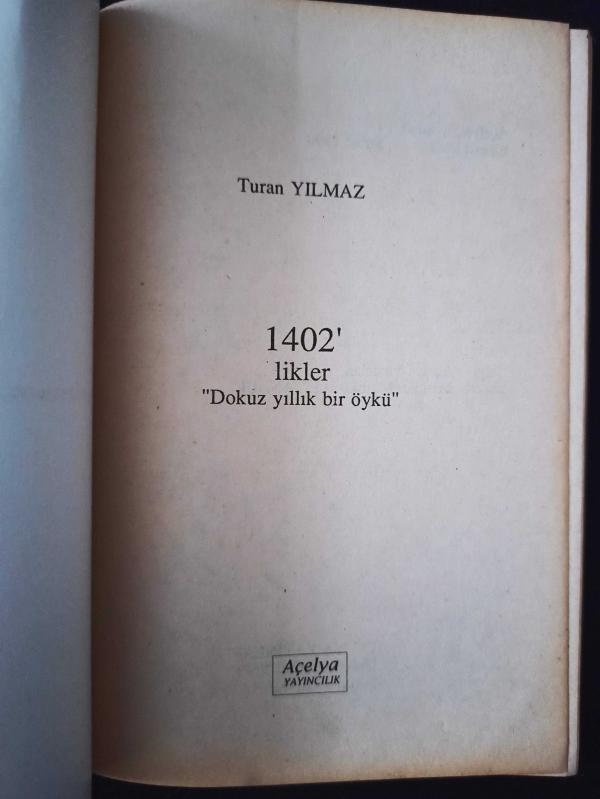 Turan YILMAZ
1402'
likler
"Dokuz yıllık bir öykü"
Açelya
YAYINCILIK